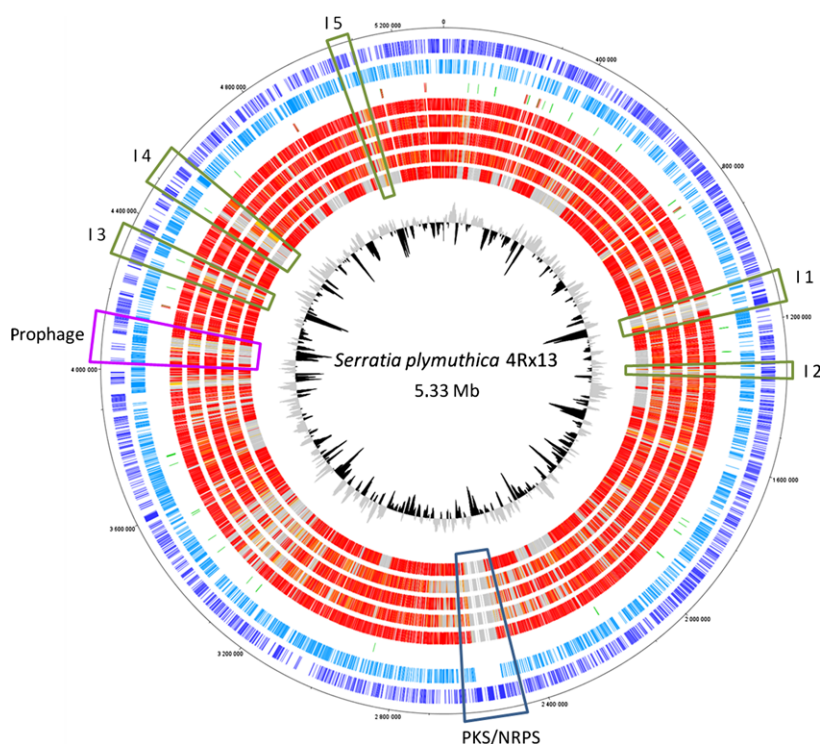 I 5
5 200 000
0
4 800 000
400 000
I 4
800 000
4 400 000
I 3
I 1
1 200 000
Prophage
Serratia plymuthica 4Rx13
4 000 000
I 2
5.33 Mb
1 600 000
3 600 000
2 000 000
3 200 000
2 400 000
2 800 000
PKS/NRPS